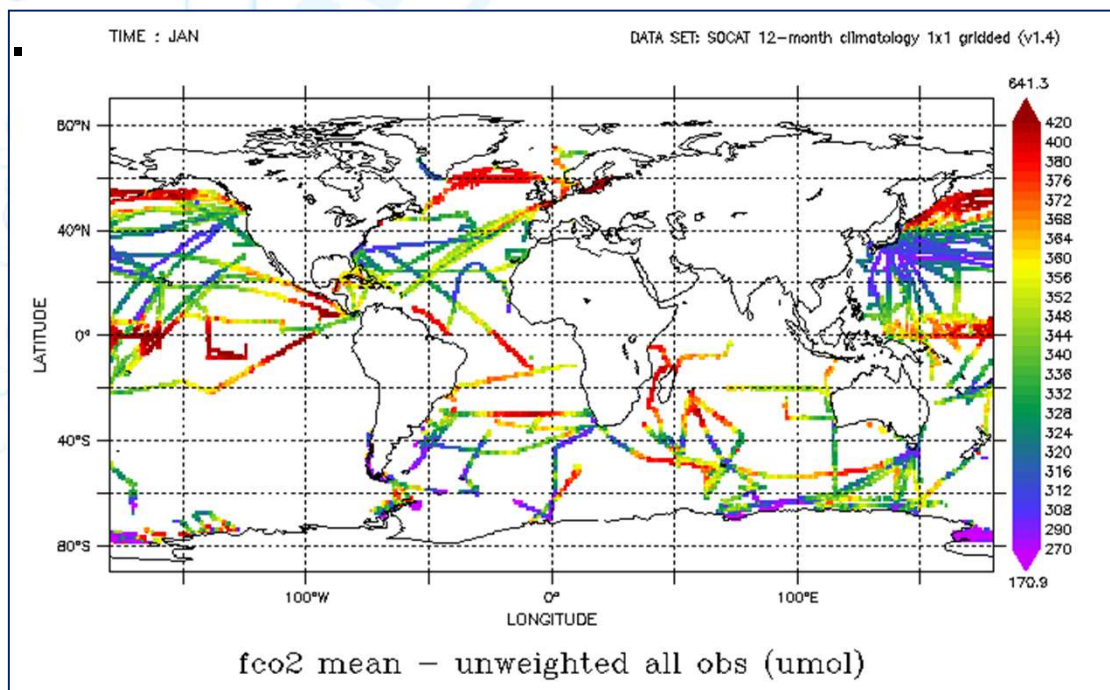 TIME : JAN
DATA SET: SOCAT 12-month climatology 1x1 gridded (v1.4)
641.3
420
400
380
376
372
368
364
360
356
352
348
344
340
336
332
328
324
320
316
312
308
290
270
170.9
80°N
40°N
0°
40°S
80°S
LATITUDE
100°W
0°
100°E
LONGITUDE
fco2 mean – unweighted all obs (umol)